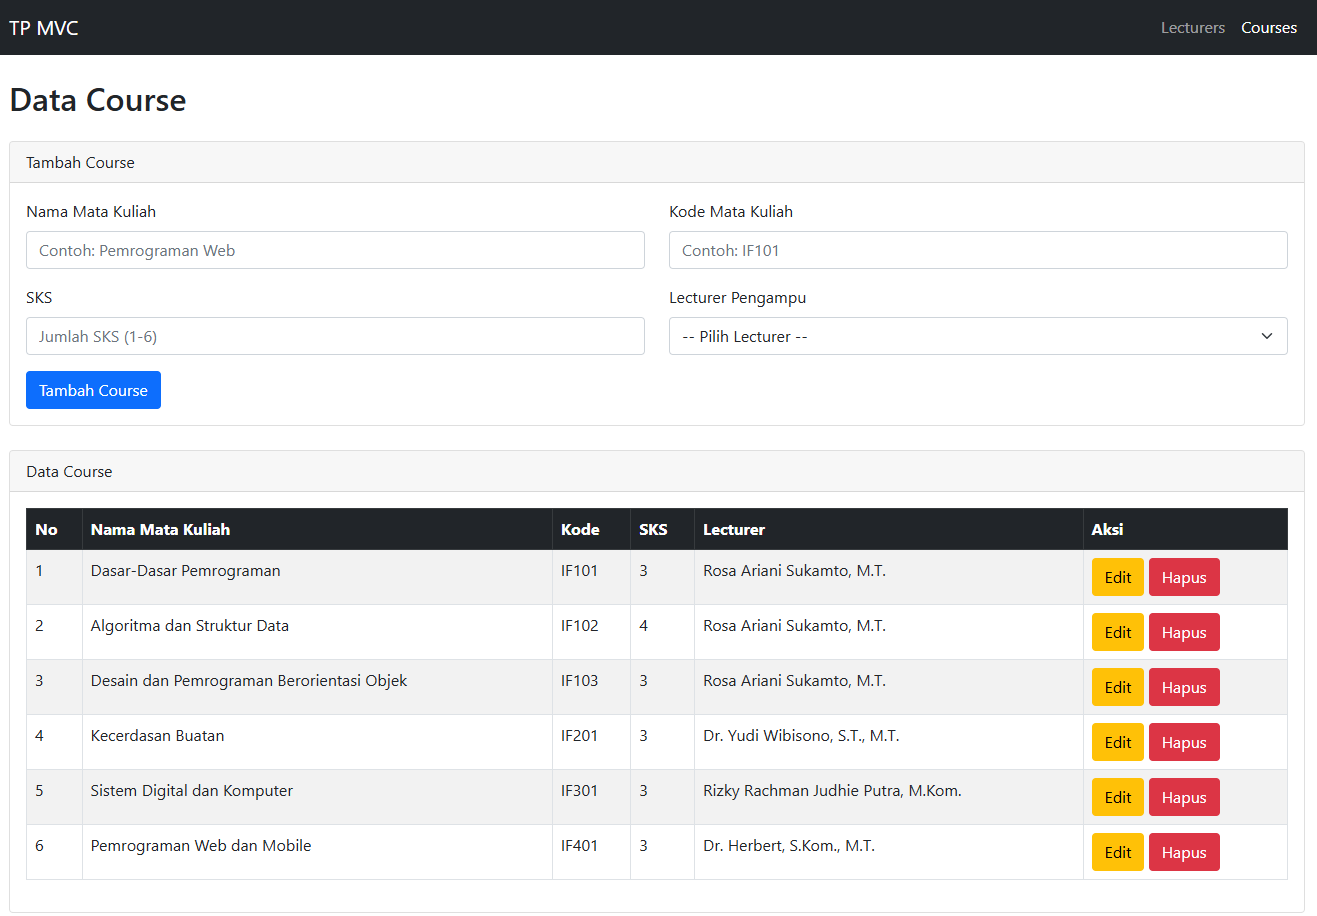 TP MVC Lecturers Courses
Data Course
Tambah Course
Nama Mata Kuliah Kode Mata Kuliah
Contoh: Pemrograman Web Contoh: IF101
SKS Lecturer Pengampu
Jumlah SKS (1-6) -- Pilih Lecturer --
Tambah Course
Data Course
No Nama Mata Kuliah Kode SKS Lecturer Aksi
1 Dasar-Dasar Pemrograman IF101 3 Rosa Ariani Sukamto, M.T. Edit Hapus
2 Algoritma dan Struktur Data IF102 4 Rosa Ariani Sukamto, M.T. Edit Hapus
3 Desain dan Pemrograman Berorientasi Objek IF103 3 Rosa Ariani Sukamto, M.T. Edit Hapus
4 Kecerdasan Buatan IF201 3 Dr. Yudi Wibisono, S.T., M.T. Edit Hapus
5 Sistem Digital dan Komputer IF301 3 Rizky Rachman Judhie Putra, M.Kom. Edit Hapus
6 Pemrograman Web dan Mobile IF401 3 Dr. Herbert, S.Kom., M.T. Edit Hapus